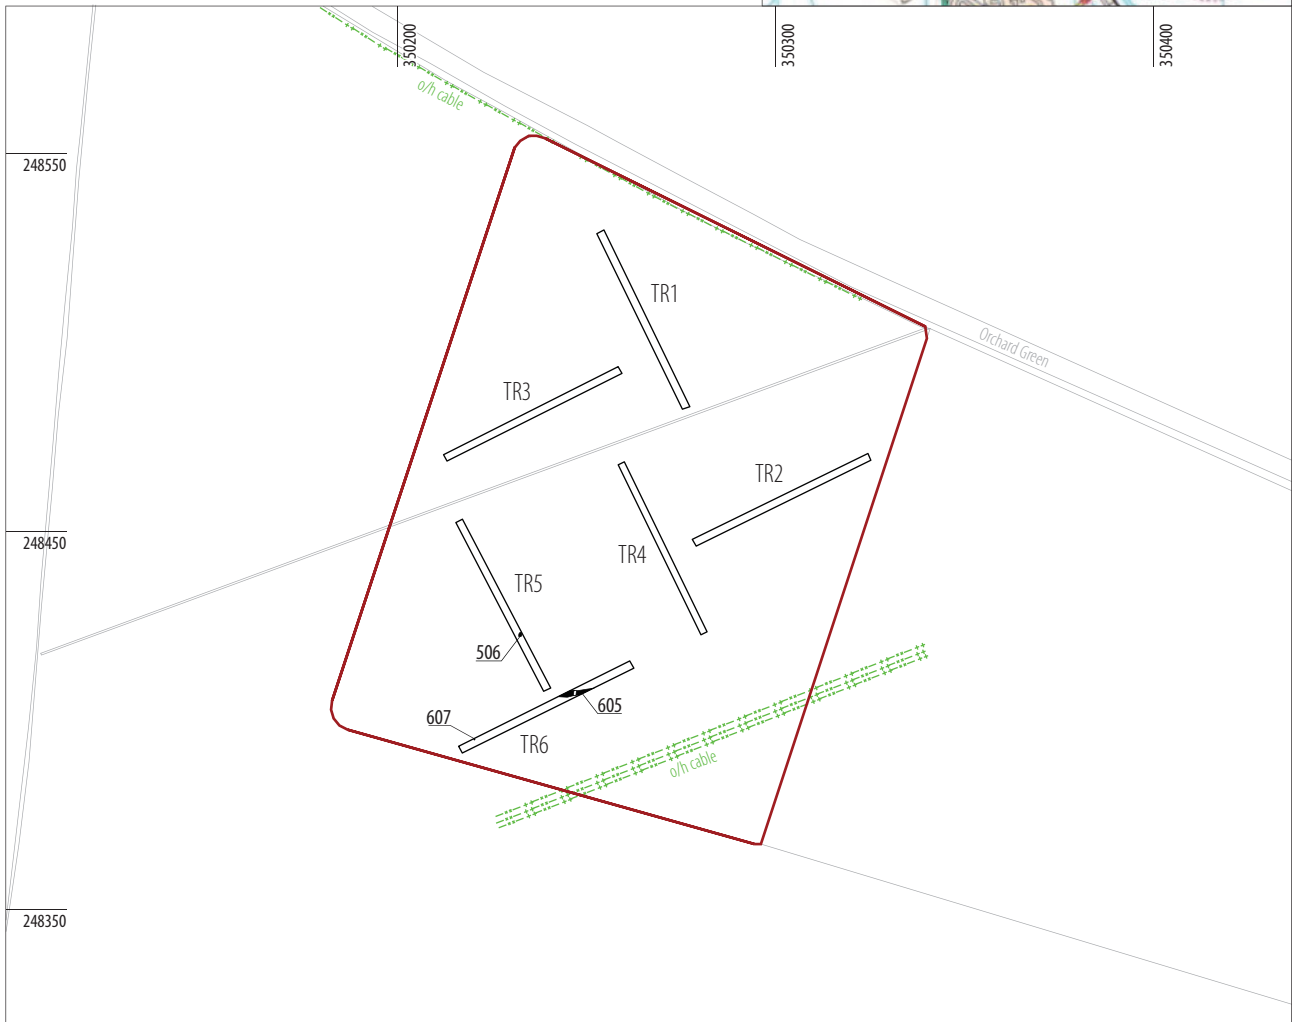 350200
350300
350400
o/h cable
248550
TR1
Orchard Green
TR3
TR2
248450
TR4
TR5
506
605
607
TR6
o/h cable
248350